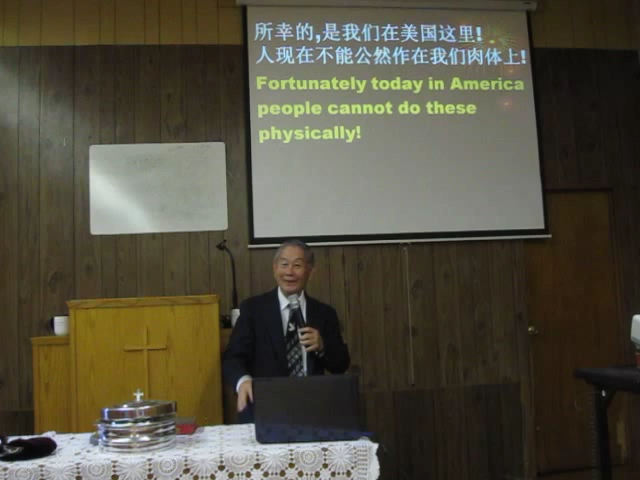 所幸的,是我们在美国这里!
人现在不能公然作在我们肉体上!
Fortunately today in America
people cannot do these
physically!